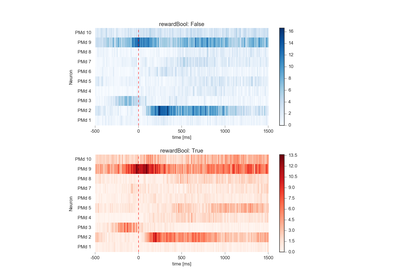 rewardBool: False
PMd 10
PMd 9
PMd 8
PMd 7
PMd 6
PMd 5
PMd 4
PMd 3
PMd 2
PMd 1
Neuron
-500 0 500 1000 1500
time [ms]
16
14
12
10
8
6
4
2
0
rewardBool: True
PMd 10
PMd 9
PMd 8
PMd 7
PMd 6
PMd 5
PMd 4
PMd 3
PMd 2
PMd 1
Neuron
-500 0 500 1000 1500
time [ms]
13.5
12.0
10.5
9.0
7.5
6.0
4.5
3.0
1.5
0.0